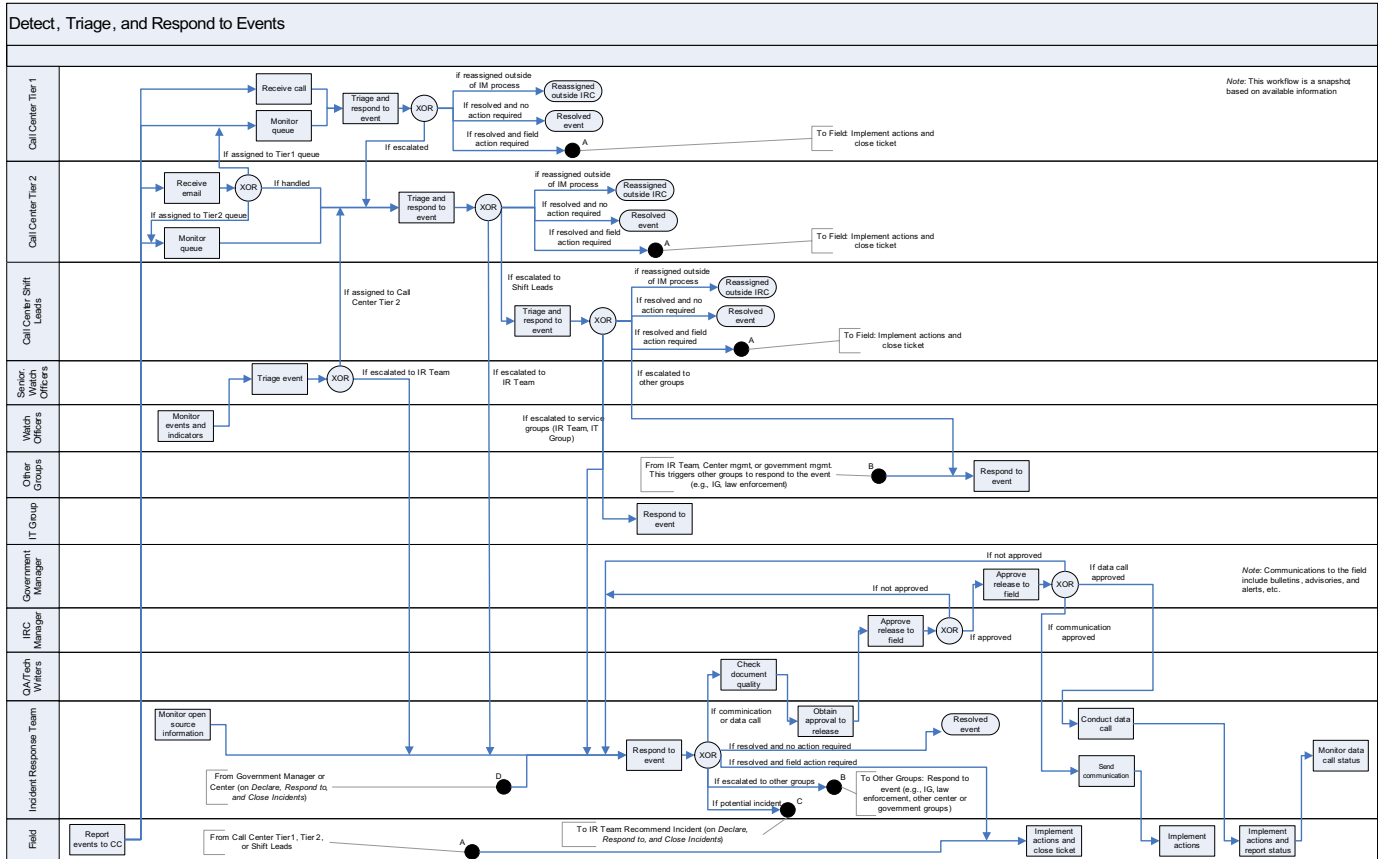 Detect, Triage, and Respond to Events
Call Center Tier 1
Receive call
Monitor
queue
Triage and
respond to
event
XOR
if reassigned outside
of IM process
If resolved and no
action required
If resolved and field
action required
Reassigned
outside IRC
Resolved
event
A
To Field: Implement actions and
close ticket
Note: This workflow is a snapshot,
based on available information
If assigned to Tier1 queue
If escalated
Call Center Tier 2
Receive
email
XOR
If handled
If assigned to Tier2 queue
Monitor
queue
Triage and
respond to
event
XOR
if reassigned outside
of IM process
If resolved and no
action required
If resolved and field
action required
Reassigned
outside IRC
Resolved
event
A
To Field: Implement actions and
close ticket
Call Center Shift
Leads
If assigned to Call
Center Tier 2
If escalated to
Shift Leads
Triage and
respond to
event
XOR
if reassigned outside
of IM process
If resolved and no
action required
If resolved and field
action required
Reassigned
outside IRC
Resolved
event
A
To Field: Implement actions and
close ticket
Senior.
Watch
Officers
Triage event
XOR
If escalated to IR Team
If escalated to
IR Team
If escalated to
other groups
Watch
Officers
Monitor
events and
indicators
If escalated to service
groups (IR Team, IT
Group)
Other
Groups
From IR Team, Center mgmt, or government mgmt.
This triggers other groups to respond to the event
(e.g., IG, law enforcement)
B
Respond to
event
IT Group
Respond to
event
Government
Manager
If not approved
If not approved
Approve
release to
field
XOR
If data call
approved
Note: Communications to the field
include bulletins, advisories, and
alerts, etc.
IRC
Manager
Approve
release to
field
XOR
If approved
If communication
approved
QA/Tech
Writers
Check
document
quality
Incident Response Team
Monitor open
source
information
If comminication
or data call
Obtain
approval to
release
Resolved
event
Conduct data
call
Respond to
event
XOR
If resolved and no action required
If resolved and field action required
Monitor data
call status
From Government Manager or
Center (on Declare, Respond to,
and Close Incidents)
D
If escalated to other groups
B
To Other Groups: Respond to
event (e.g., IG, law
enforcement, other center or
government groups)
Send
communication
If potential incident
C
Field
Report
events to CC
From Call Center Tier1, Tier 2,
or Shift Leads
A
To IR Team Recommend Incident (on Declare,
Respond to, and Close Incidents)
Implement
actions and
close ticket
Implement
actions
Implement
actions and
report status